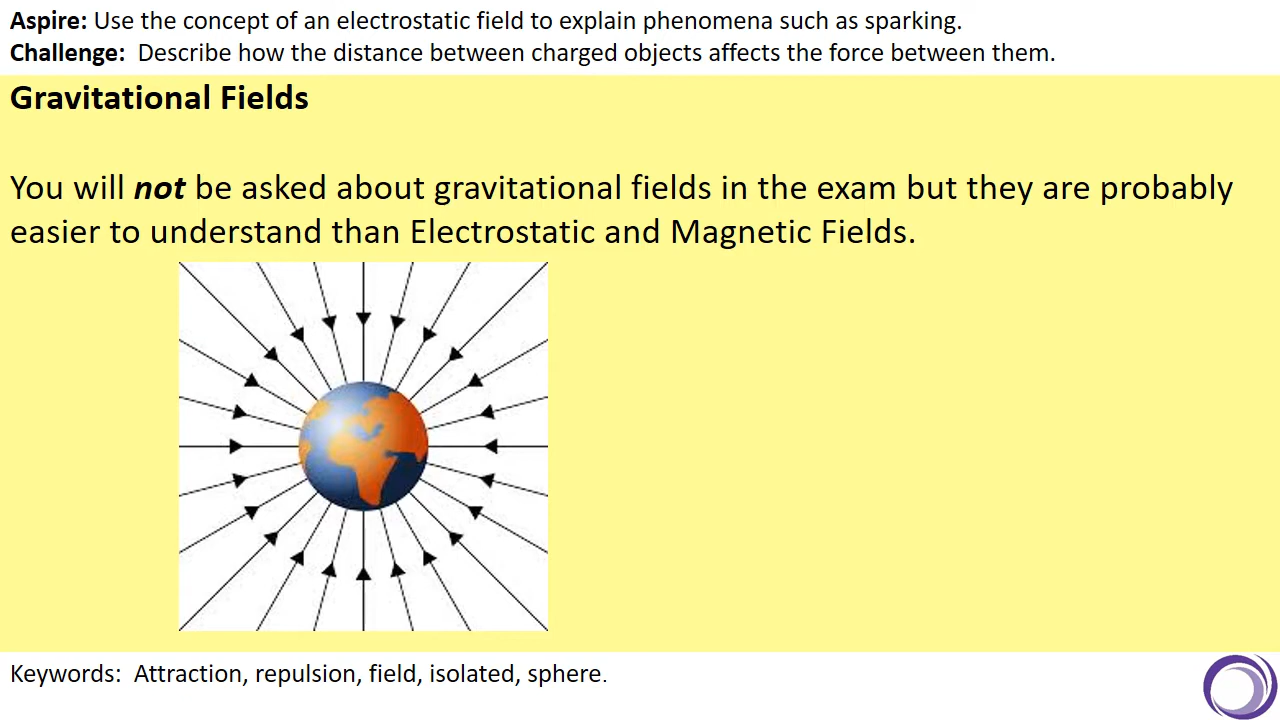 Aspire: Use the concept of an electrostatic field to explain phenomena such as sparking.
Challenge:  Describe how the distance between charged objects affects the force between them.
Gravitational Fields
You will not be asked about gravitational fields in the exam but they are probably
easier to understand than Electrostatic and Magnetic Fields.
Keywords:  Attraction, repulsion, field, isolated, sphere.